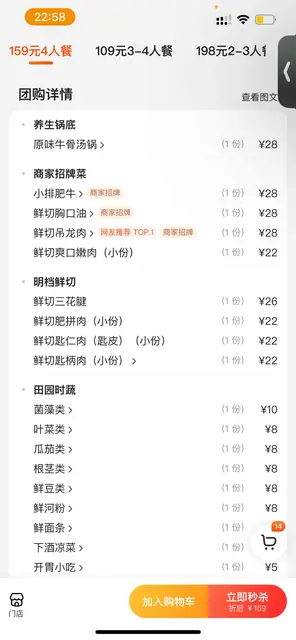 22:58
159元4人餐 109元3-4人餐 198元2-3人餐
团购详情 查看图文
养生锅底
原味牛骨汤锅 > (1 份) ¥28
商家招牌菜
小排肥牛 > 商家招牌 (1 份) ¥28
鲜切胸口油 > 商家招牌 (1 份) ¥28
鲜切吊龙肉 > 网友推荐 TOP.1 商家招牌 (1 份) ¥28
鲜切爽口嫩肉（小份） (1 份) ¥22
明档鲜切
鲜切三花腱 (1 份) ¥26
鲜切肥拼肉（小份） (1 份) ¥22
鲜切匙仁肉（匙皮）（小份） (1 份) ¥22
鲜切匙柄肉（小份） > (1 份) ¥22
田园时蔬
菌藻类 > (1 份) ¥10
叶菜类 > (1 份) ¥8
瓜茄类 > (1 份) ¥8
根茎类 > (1 份) ¥8
鲜豆类 > (1 份) ¥8
鲜河粉 > (1 份) ¥8
鲜面条 > (1 份)
下酒凉菜 > (1 份)
开胃小吃 > (1 份) ¥5
14
门店 加入购物车 立即秒杀
折后 ¥159